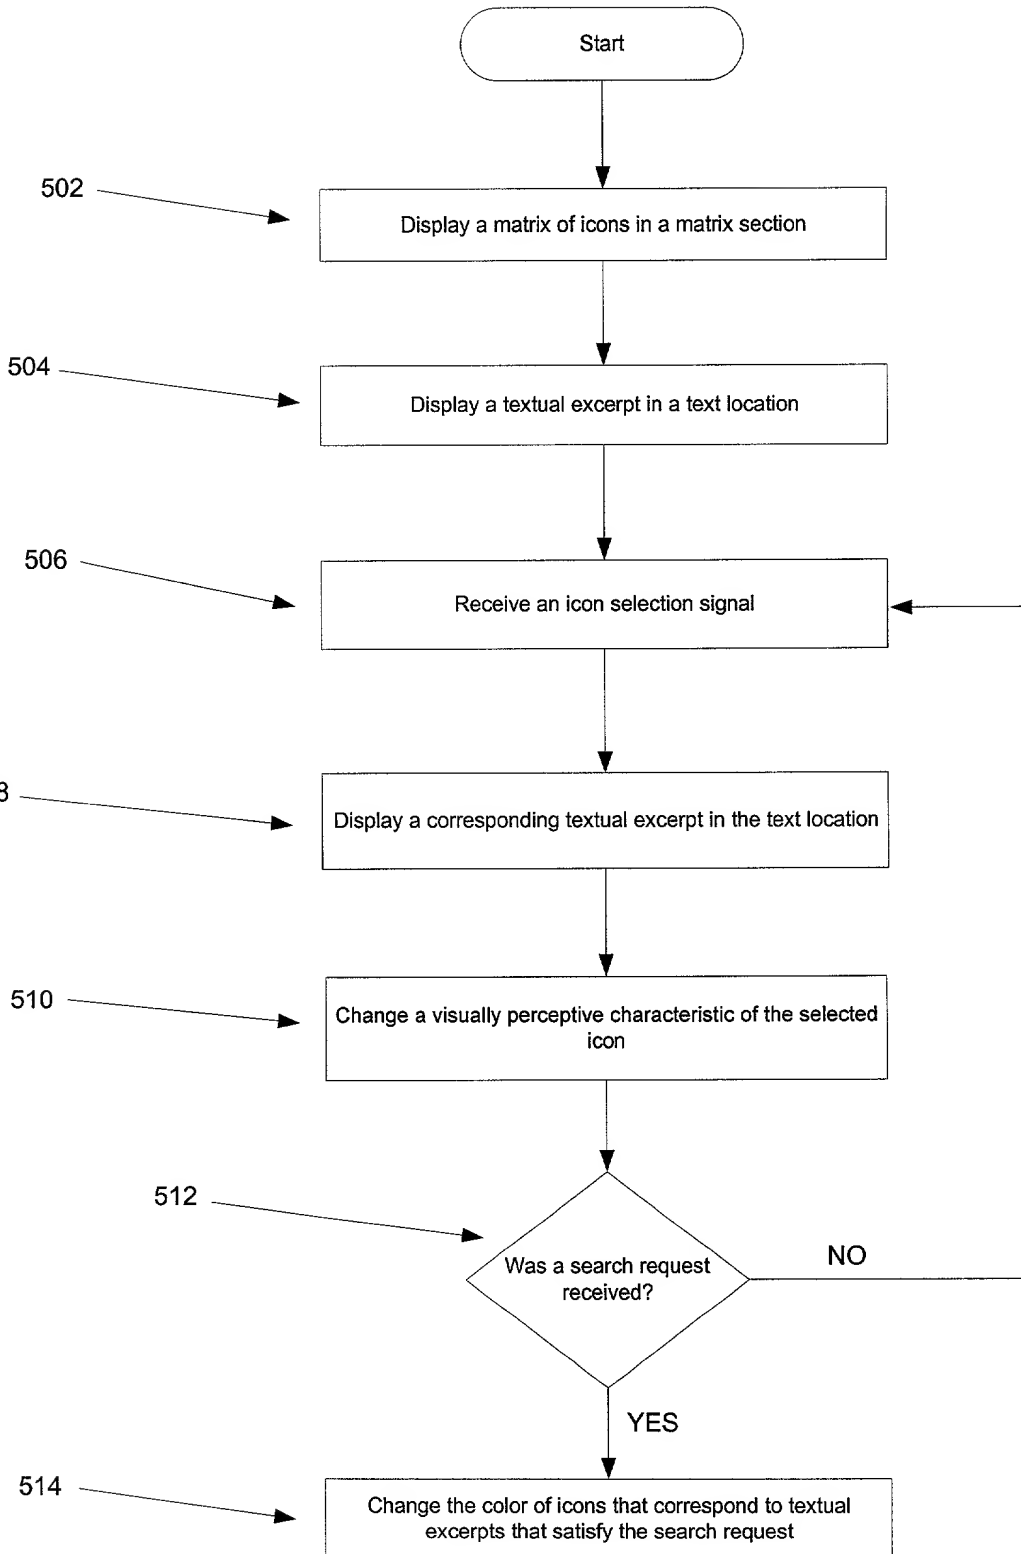 Start
502
Display a matrix of icons in a matrix section
504
Display a textual excerpt in a text location
506
Receive an icon selection signal
8
Display a corresponding textual excerpt in the text location
510
Change a visually perceptive characteristic of the selected
icon
512
Was a search request
received?
NO
YES
514
Change the color of icons that correspond to textual
excerpts that satisfy the search request